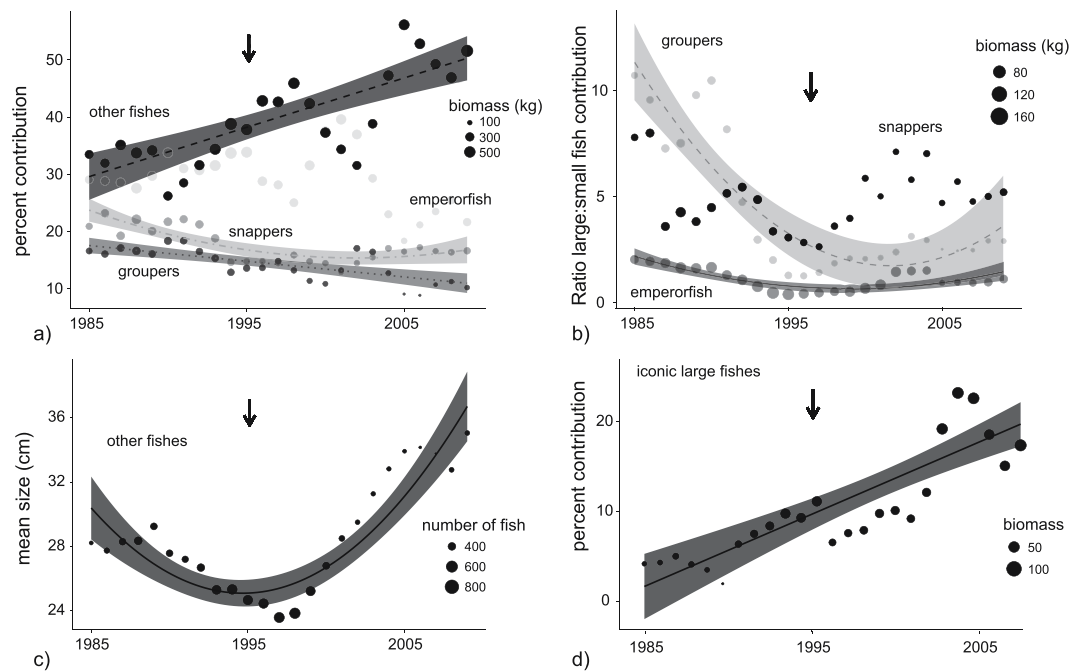 percent contribution
50
40
30
20
10
other fishes
biomass (kg)
100
300
500
emperorfish
snappers
groupers
1985
1995
2005
a)
Ratio large:small fish contribution
10
5
0
groupers
biomass (kg)
80
120
160
snappers
emperorfish
1985
1995
2005
b)
mean size (cm)
36
32
28
24
other fishes
number of fish
400
600
800
1985
1995
2005
c)
percent contribution
20
10
0
iconic large fishes
biomass
50
100
1985
1995
2005
d)